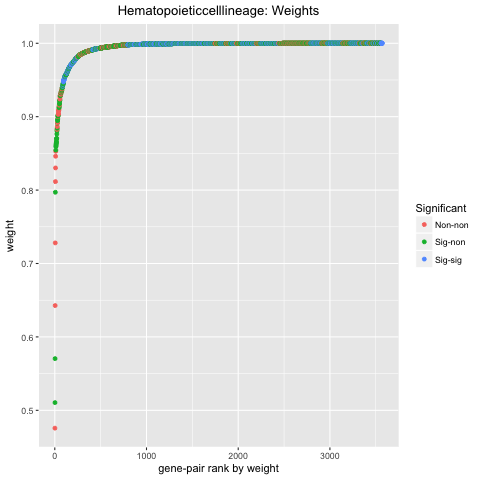 Hematopoieticcelllineage: Weights
1.0
0.9
0.8
0.7
0.6
0.5
weight
0
1000
2000
3000
gene-pair rank by weight
Significant
Non-non
Sig-non
Sig-sig